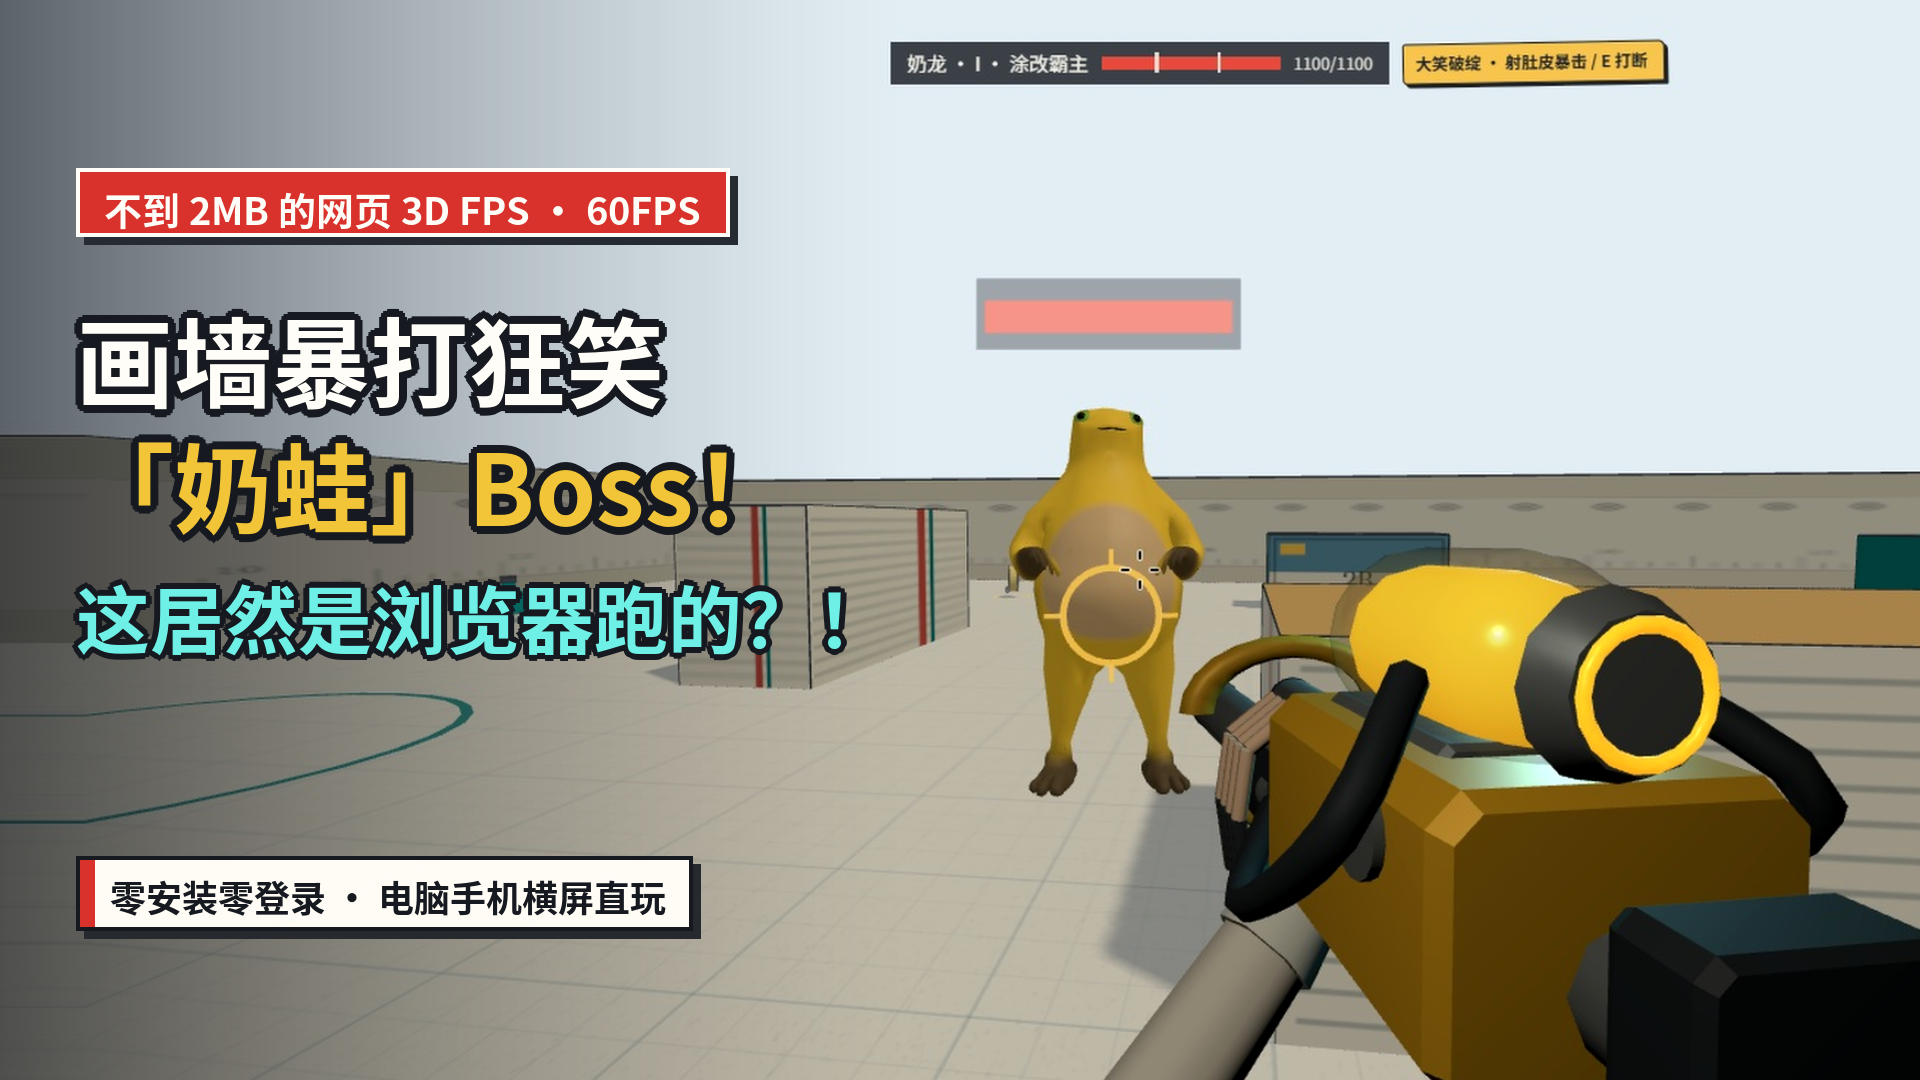 奶龙 · I · 涂改霸主 1100/1100
大笑破绽 · 射肚皮暴击 / E 打断
不到 2MB 的网页 3D FPS · 60FPS
画墙暴打狂笑
「奶蛙」Boss!
这居然是浏览器跑的?!
零安装零登录 · 电脑手机横屏直玩